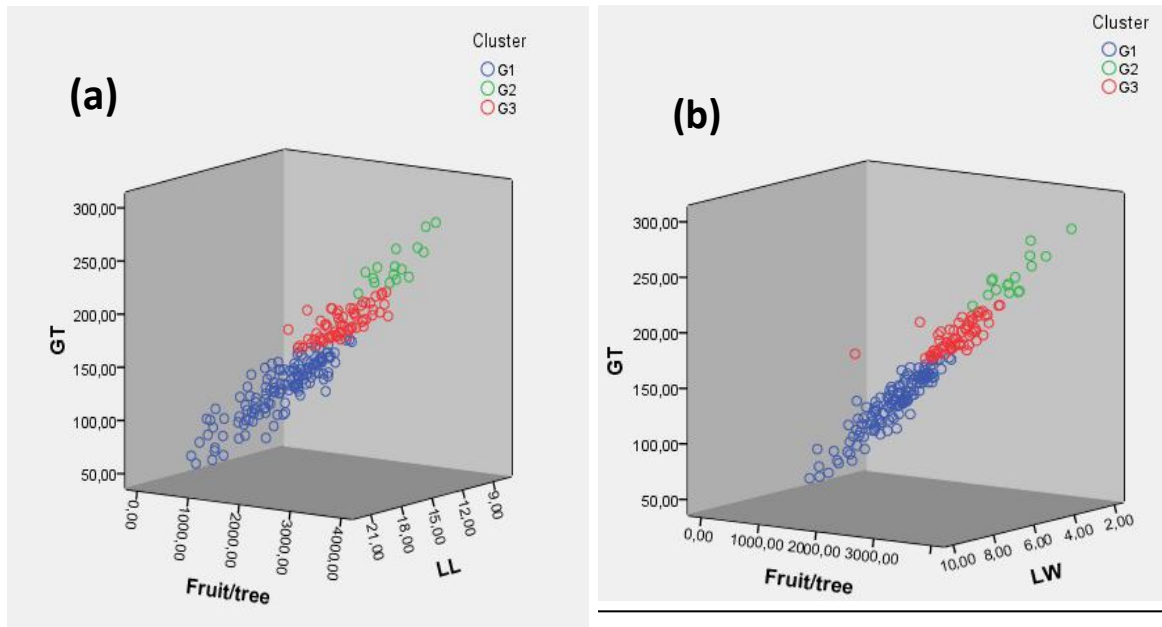 Cluster
G1
G2
G3
(a)
300,00
250,00
200,00
150,00
100,00
50,00
GT
0,00
1000,00
2000,00
3000,00
4000,00
Fruit/tree
21,00
18,00
15,00
12,00
9,00
LL
Cluster
G1
G2
G3
(b)
300,00
250,00
200,00
150,00
100,00
50,00
GT
0,00
1000,00
2000,00
3000,00
Fruit/tree
10,00
8,00
6,00
4,00
2,00
LW